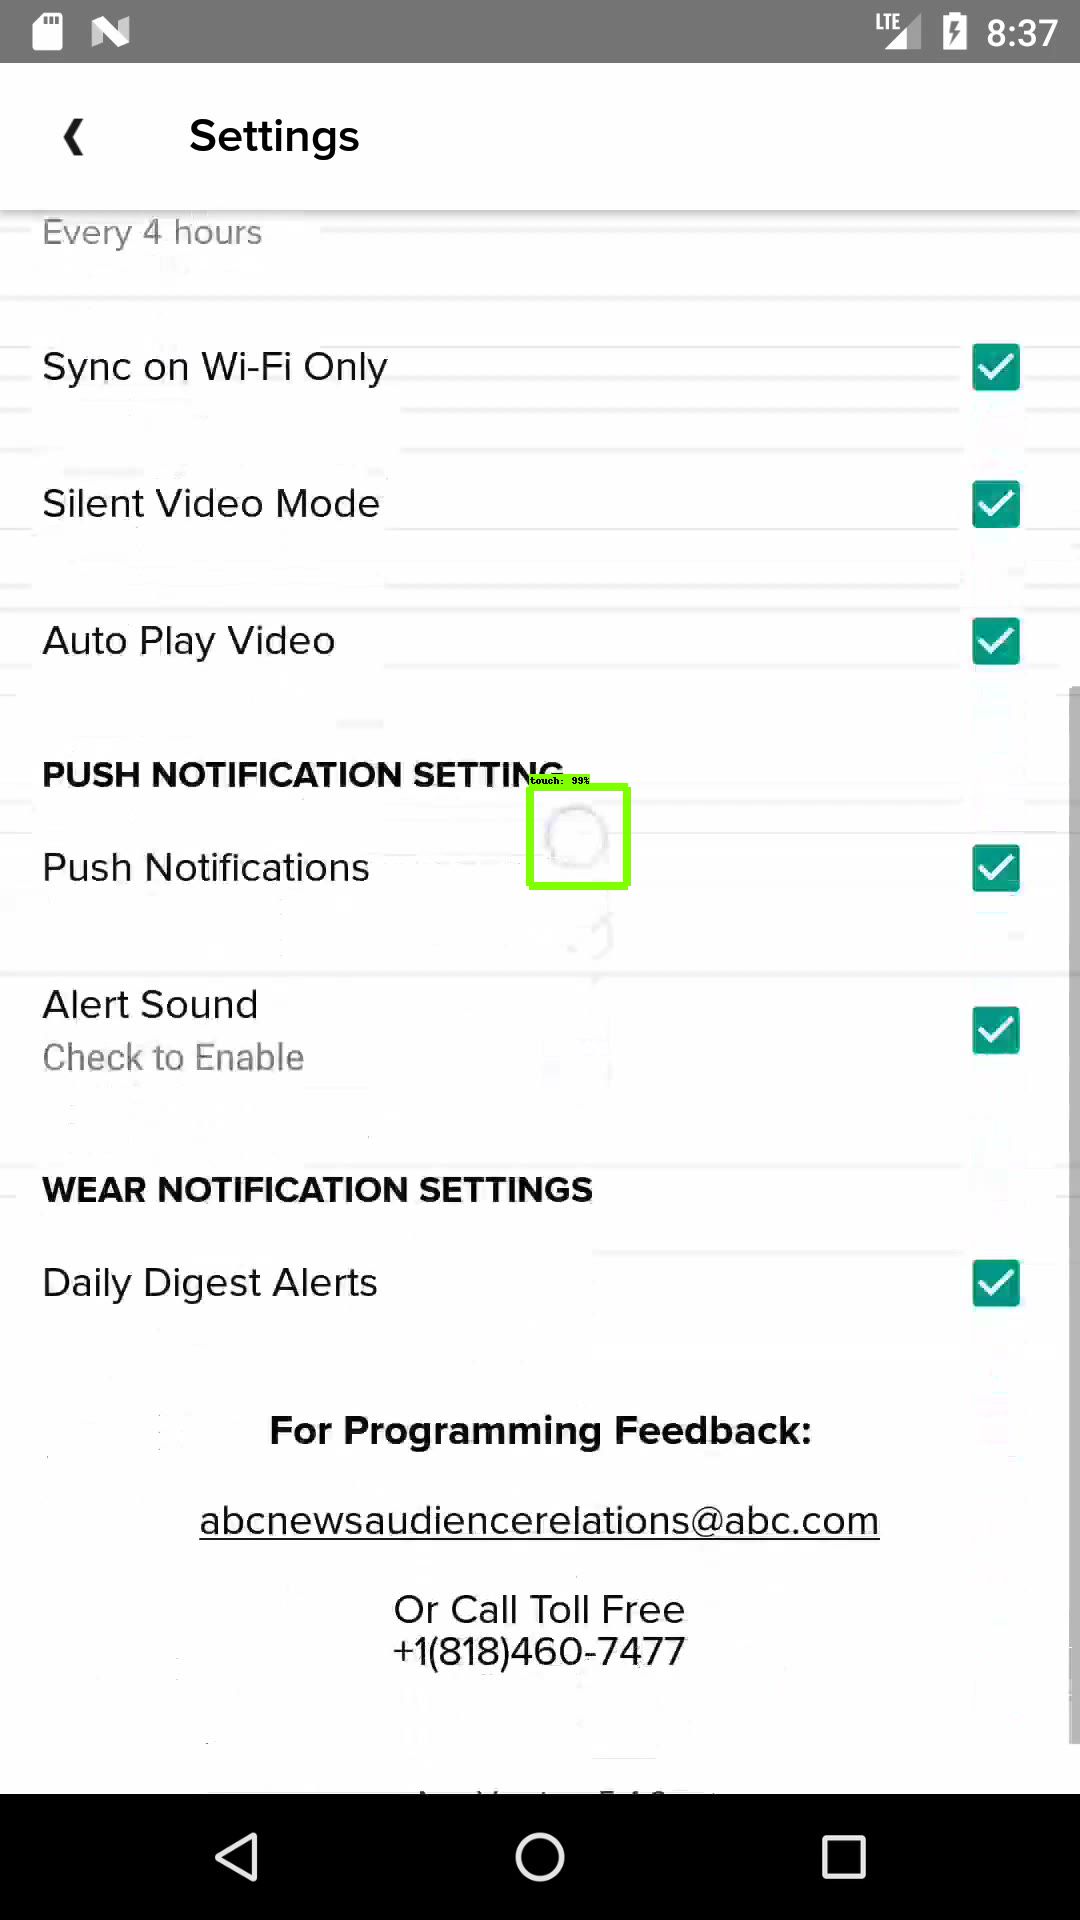 LTE 8:37
Settings
Every 4 hours
Sync on Wi-Fi Only
Silent Video Mode
Auto Play Video
PUSH NOTIFICATION SETTING
touch: 99%
Push Notifications
Alert Sound
Check to Enable
WEAR NOTIFICATION SETTINGS
Daily Digest Alerts
For Programming Feedback:
abcnewsaudiencerelations@abc.com
Or Call Toll Free
+1(818)460-7477